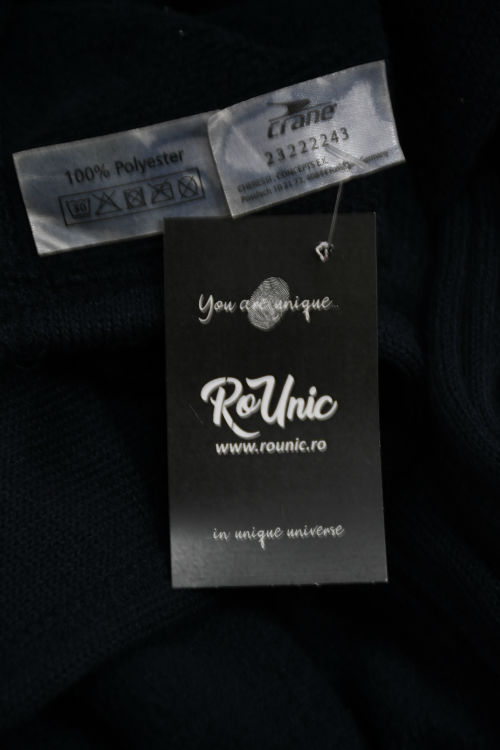 100% Polyester
30
crane
23222243
You are unique...
RoUnic
www.rounic.ro
in unique universe